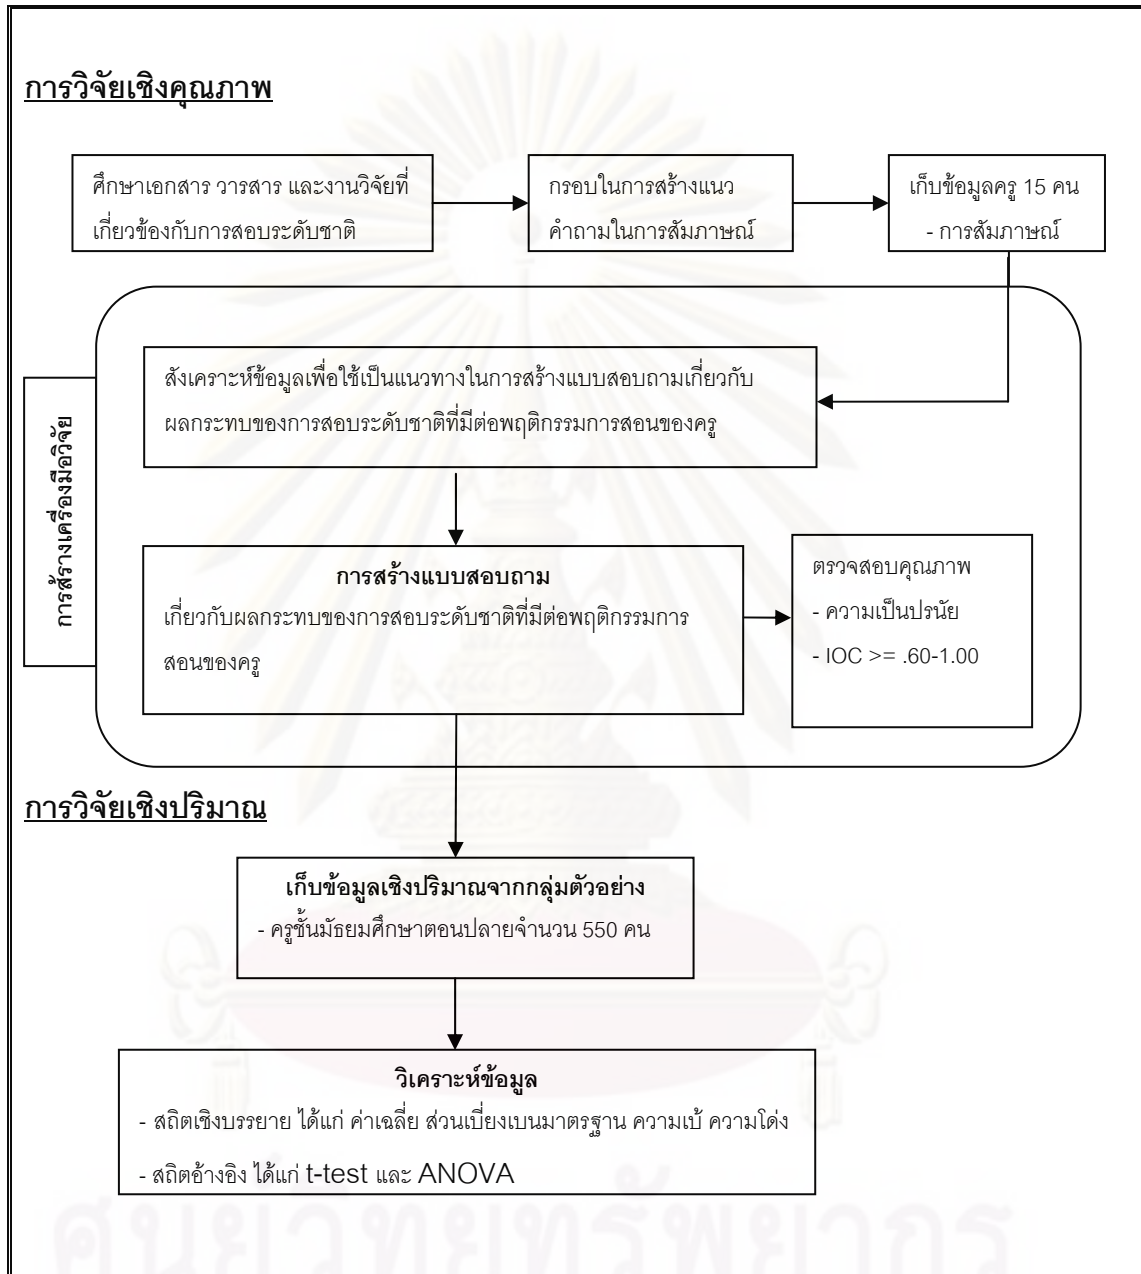 การวิจัยเชิงคุณภาพ
ศึกษาเอกสาร วารสาร และงานวิจัยที่
เกี่ยวข้องกับการสอบระดับชาติ
กรอบในการสร้างแนว
คำถามในการสัมภาษณ์
เก็บข้อมูลครู 15 คน
- การสัมภาษณ์
การสร้างเครื่องมือวิจัย
สังเคราะห์ข้อมูลเพื่อใช้เป็นแนวทางในการสร้างแบบสอบถามเกี่ยวกับ
ผลกระทบของการสอบระดับชาติที่มีต่อพฤติกรรมการสอนของครู
การสร้างแบบสอบถาม
เกี่ยวกับผลกระทบของการสอบระดับชาติที่มีต่อพฤติกรรมการ
สอนของครู
ตรวจสอบคุณภาพ
- ความเป็นปรนัย
- IOC >= .60-1.00
การวิจัยเชิงปริมาณ
เก็บข้อมูลเชิงปริมาณจากกลุ่มตัวอย่าง
- ครูชั้นมัธยมศึกษาตอนปลายจำนวน 550 คน
วิเคราะห์ข้อมูล
- สถิตเชิงบรรยาย ได้แก่ ค่าเฉลี่ย ส่วนเบี่ยงเบนมาตรฐาน ความเบ้ ความโด่ง
- สถิตอ้างอิง ได้แก่ t-test และ ANOVA
ศูนย์วิทยทรัพยากร